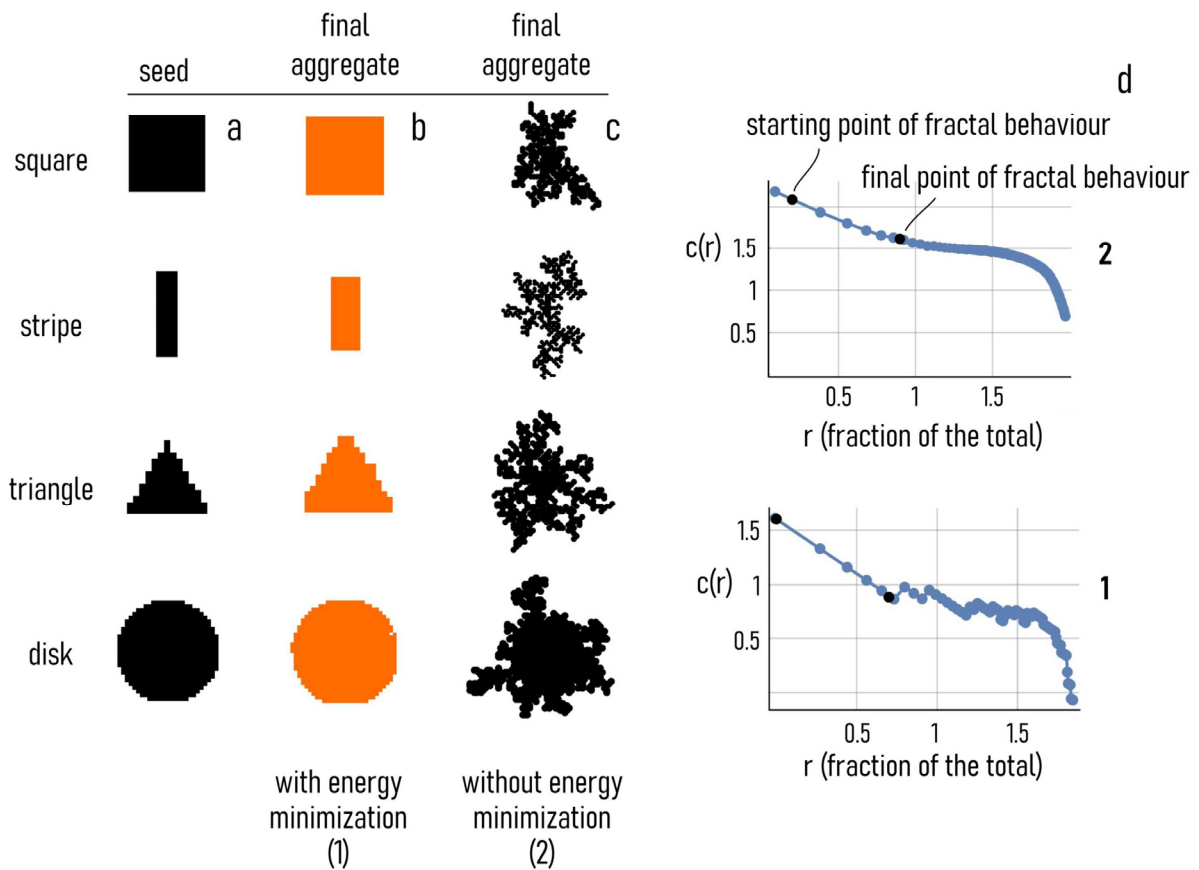 seed
final
aggregate
final
aggregate
a
b
c
square
stripe
triangle
disk
with energy
minimization
(1)
without energy
minimization
(2)
d
starting point of fractal behaviour
final point of fractal behaviour
c(r)
1.5
1
0.5
2
0.5
1
1.5
r (fraction of the total)
c(r)
1.5
1
0.5
1
0.5
1
1.5
r (fraction of the total)